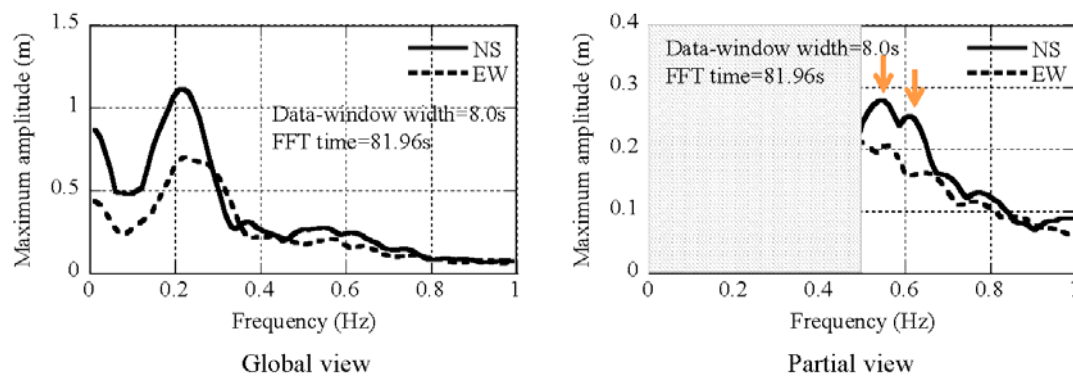 1.5
NS
EW
Data-window width=8.0s
FFT time=81.96s
1
0.5
0
0 0.2 0.4 0.6 0.8 1
Maximum amplitude (m)
Frequency (Hz)
Global view
0.4
Data-window width=8.0s
NS
FFT time=81.96s
EW
0.3
0.2
0.1
0
0 0.2 0.4 0.6 0.8 1
Maximum amplitude (m)
Frequency (Hz)
Partial view